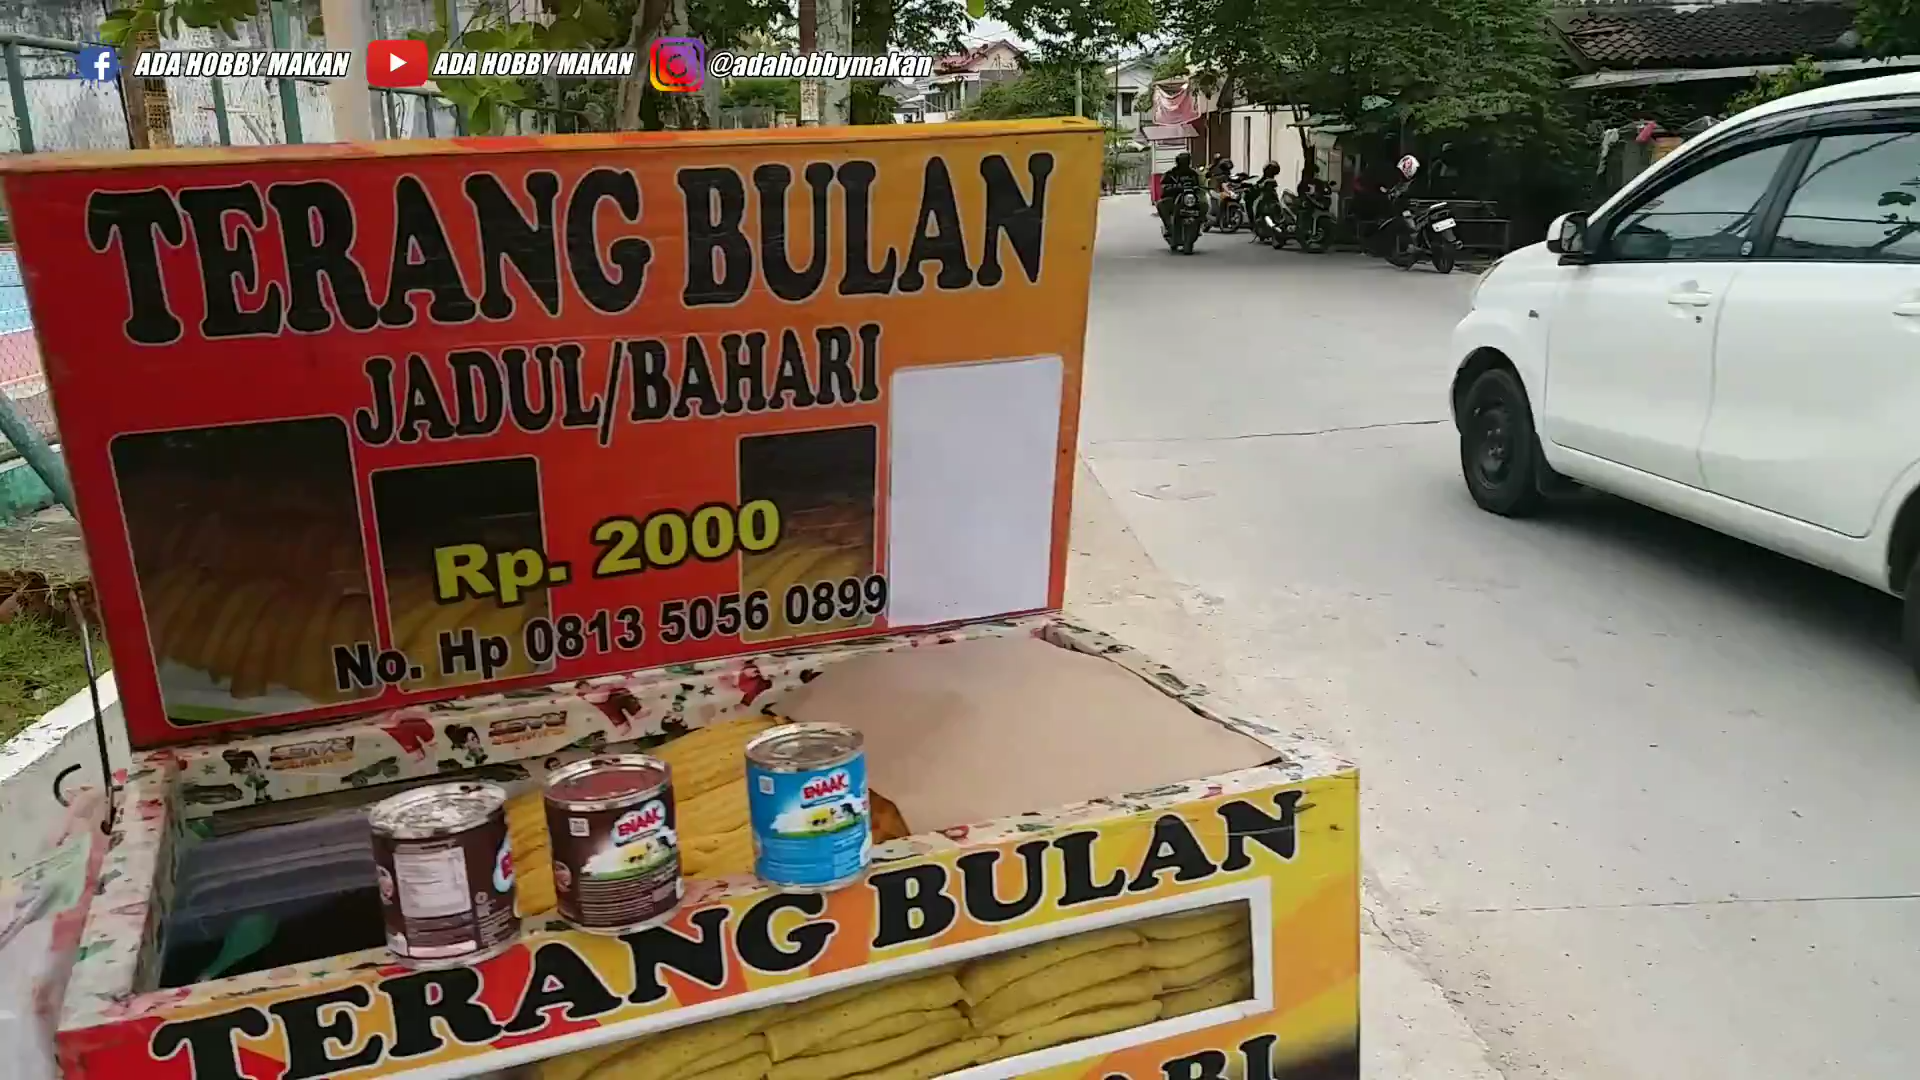 ADA HOBBY MAKAN ADA HOBBY MAKAN @adahobbymakan
TERANG BULAN
JADUL/BAHARI
Rp. 2000
No. Hp 0813 5056 0899
ENAAK
ENAAK
TERANG BULAN